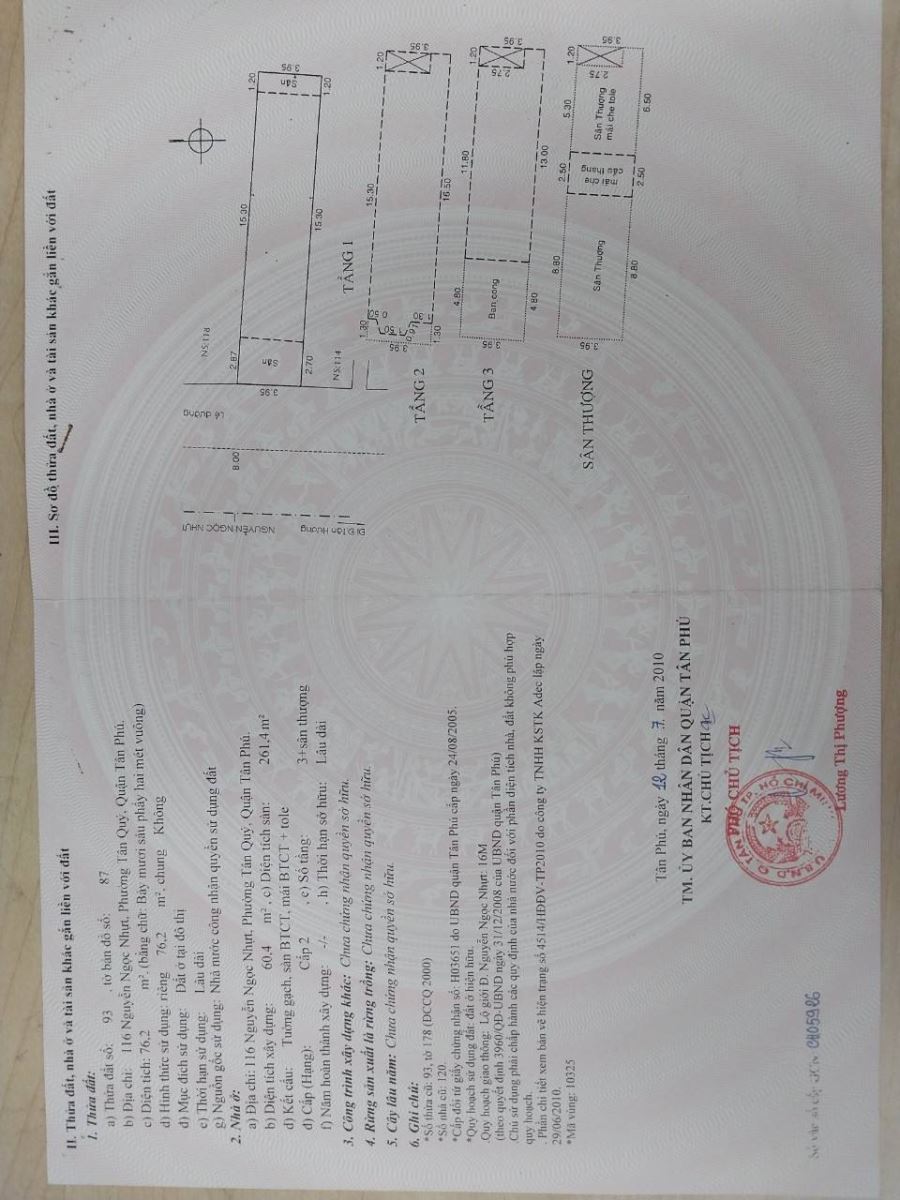 II. Thửa đất, nhà ở và tài sản khác gắn liền với đất
1. Thửa đất:
a) Thửa đất số: 93 , tờ bản đồ số: 87
b) Địa chỉ: 116 Nguyễn Ngọc Nhựt, Phường Tân Quý, Quận Tân Phú.
c) Diện tích: 76,2 m², (bằng chữ: Bảy mươi sáu phẩy hai mét vuông)
d) Hình thức sử dụng: riêng 76,2 m², chung Không
đ) Mục đích sử dụng: Đất ở tại đô thị
e) Thời hạn sử dụng: Lâu dài
g) Nguồn gốc sử dụng: Nhà nước công nhận quyền sử dụng đất
2. Nhà ở:
a) Địa chỉ: 116 Nguyễn Ngọc Nhựt, Phường Tân Quý, Quận Tân Phú.
b) Diện tích xây dựng: 60,4 m² , c) Diện tích sàn: 261,4 m²
d) Kết cấu: Tường gạch, sàn BTCT, mái BTCT + tole
đ) Cấp (Hạng): Cấp 2 , e) Số tầng: 3+sân thượng
f) Năm hoàn thành xây dựng: -/- , h) Thời hạn sở hữu: Lâu dài
3. Công trình xây dựng khác: Chưa chứng nhận quyền sở hữu.
4. Rừng sản xuất là rừng trồng: Chưa chứng nhận quyền sở hữu.
5. Cây lâu năm: Chưa chứng nhận quyền sở hữu.
6. Ghi chú:
*Số thửa cũ: 93, tờ 178 (DCCQ 2000)
*Số nhà cũ: 120.
*Cấp đổi từ giấy chứng nhận số: H03651 do UBND quận Tân Phú cấp ngày 24/08/2005.
*Quy hoạch sử dụng đất: đất ở hiện hữu.
.Quy hoạch giao thông: Lộ giới Đ. Nguyễn Ngọc Nhựt: 16M
(theo quyết định 3960/QĐ-UBND ngày 31/12/2008 của UBND quận Tân Phú)
Chủ sử dụng phải chấp hành các quy định của nhà nước đối với phần diện tích nhà, đất không phù hợp
quy hoạch.
. Phần chi tiết xem bản vẽ hiện trạng số 4514/HĐĐV-TP2010 do công ty TNHH KSTK Adec lập ngày
29/06/2010.
*Mã vùng: 10325
Tân Phú, ngày 12 tháng 7 năm 2010
TM. ỦY BAN NHÂN DÂN QUẬN TÂN PHÚ
KT.CHỦ TỊCH
PHÓ CHỦ TỊCH
Lương Thị Phượng
III. Sơ đồ thửa đất, nhà ở và tài sản khác gắn liền với đất
NS:118
Lề đường
8.00
NGUYỄN NGỌC NHỰT
Đi Đ.Tân Hương
2.87
15.30
1.20
3.95
Sân
Sân
3.95
2.70
15.30
1.20
NS:114
TẦNG 1
1.30
15.30
1.20
3.95
0.50
1.50
0.97
.30
3.95
1.30
16.50
TẦNG 2
4.80
11.80
1.20
3.95
2.75
Ban công
3.95
4.80
13.00
TẦNG 3
8.80
2.50
5.30
1.20
3.95
2.75
Sân Thượng
mái che
cầu thang
Sân Thượng
mái che tole
3.95
8.80
2.50
6.50
SÂN THƯỢNG